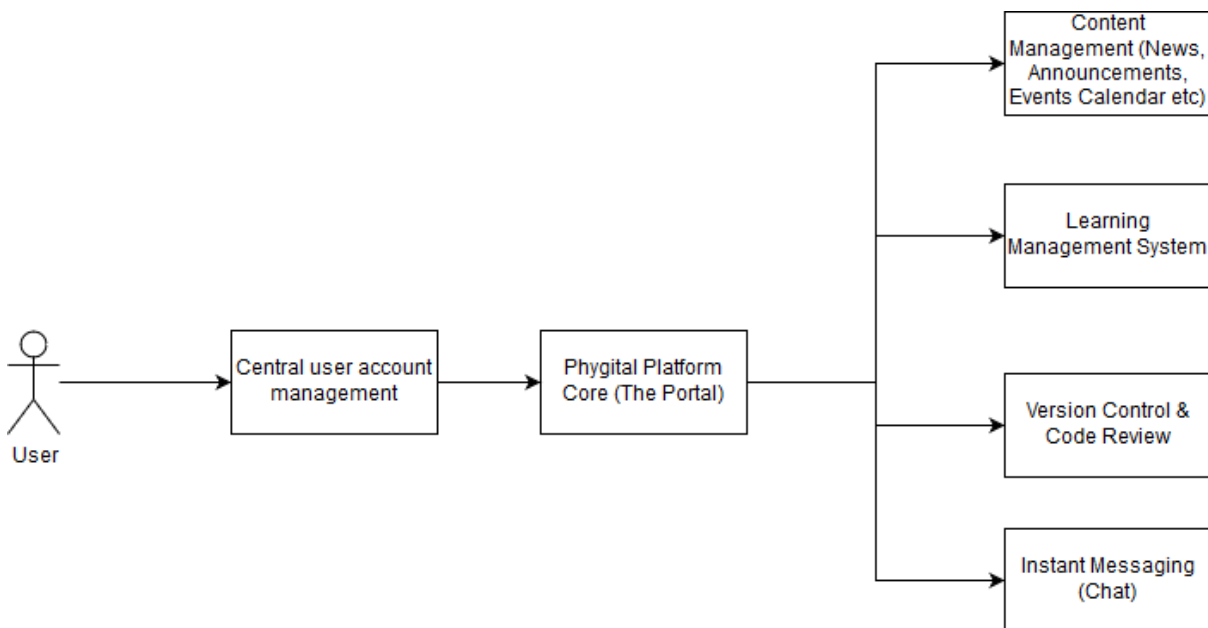 Content
Management (News,
Announcements,
Events Calendar etc)
Learning
Management System
User
Central user account
management
Phygital Platform
Core (The Portal)
Version Control &
Code Review
Instant Messaging
(Chat)